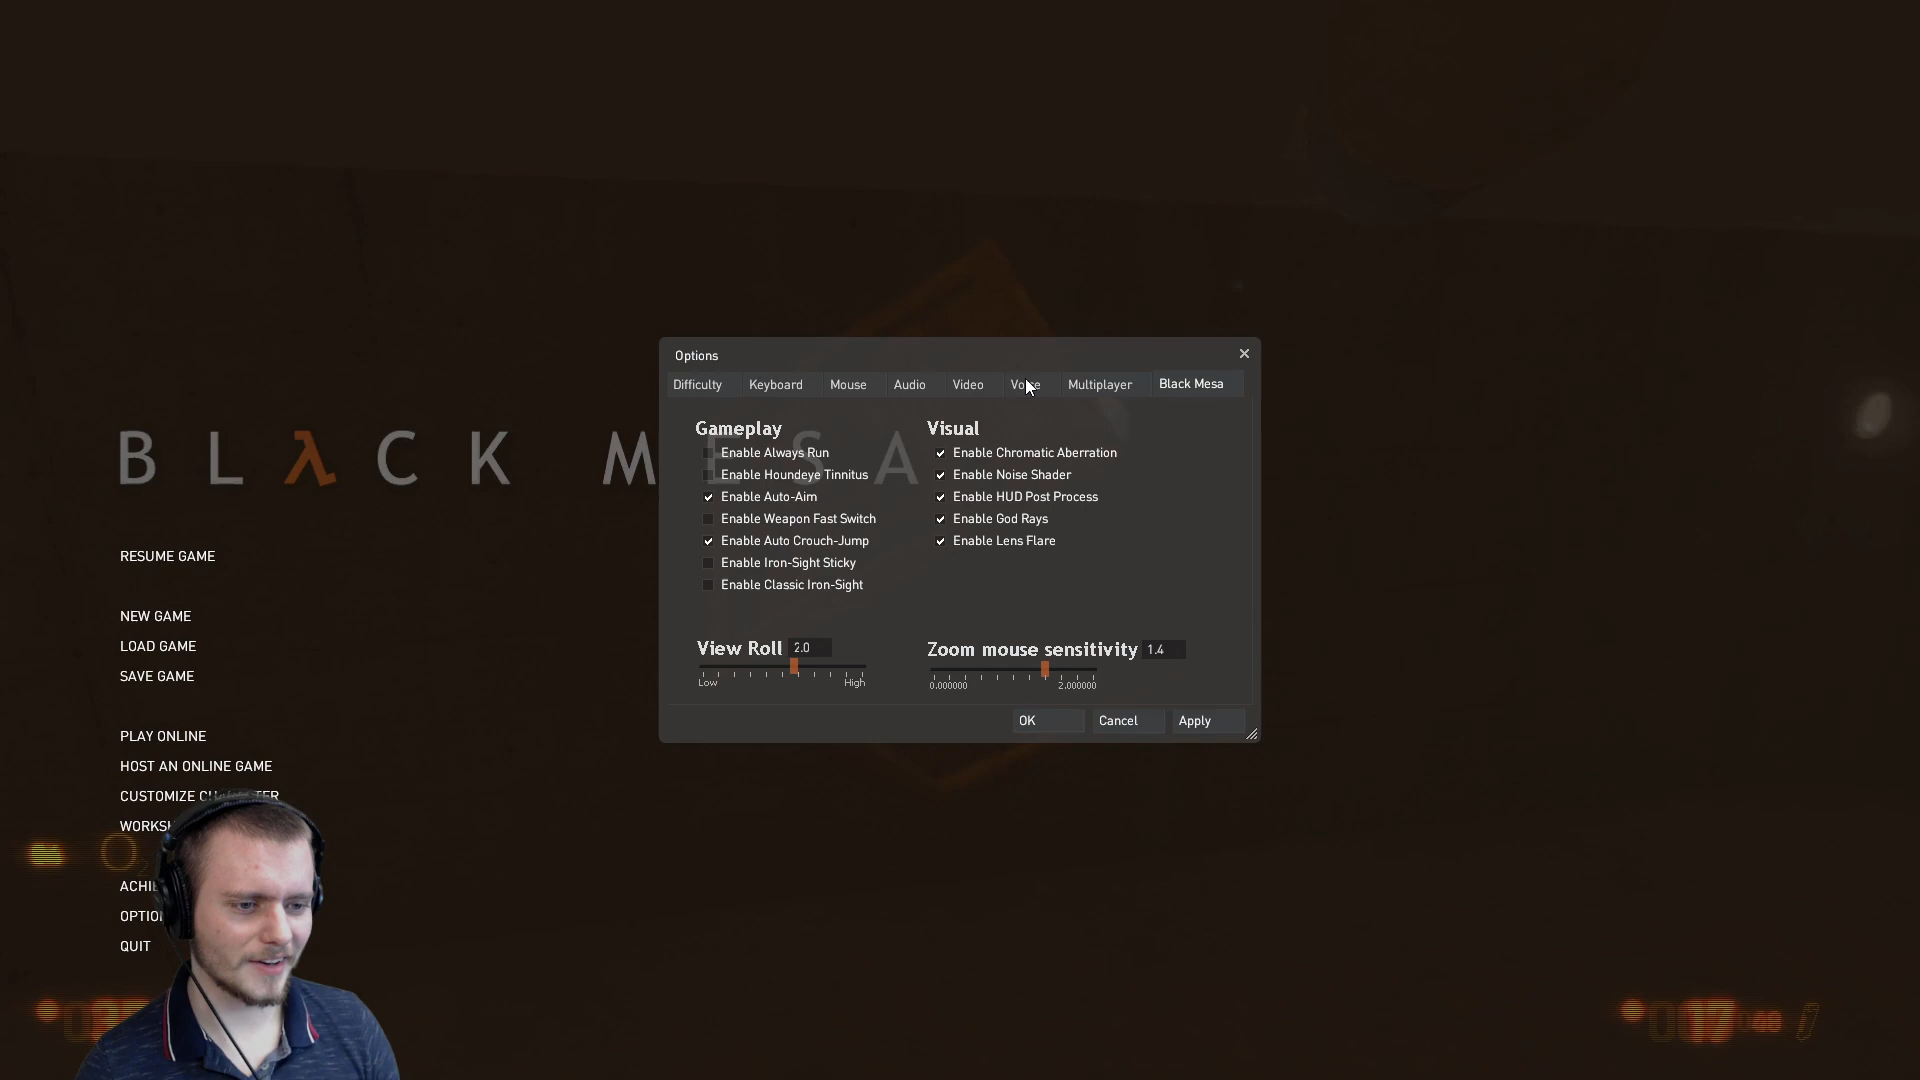 Options
Difficulty Keyboard Mouse Audio Video Voice Multiplayer Black Mesa
Gameplay
Enable Always Run
Enable Houndeye Tinnitus
Enable Auto-Aim
Enable Weapon Fast Switch
Enable Auto Crouch-Jump
Enable Iron-Sight Sticky
Enable Classic Iron-Sight
Visual
Enable Chromatic Aberration
Enable Noise Shader
Enable HUD Post Process
Enable God Rays
Enable Lens Flare
View Roll 2.0
Low High
Zoom mouse sensitivity 1.4
0.000000 2.000000
OK Cancel Apply
BLλCK MESA
RESUME GAME
NEW GAME
LOAD GAME
SAVE GAME
PLAY ONLINE
HOST AN ONLINE GAME
CUSTOMIZE CHARACTER
QUIT